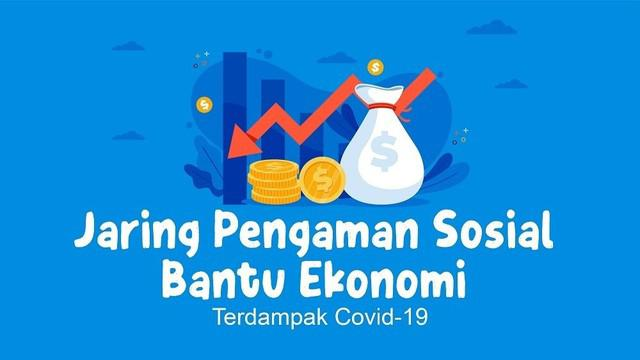 Jaring Pengaman Sosial
Bantu Ekonomi
Terdampak Covid-19